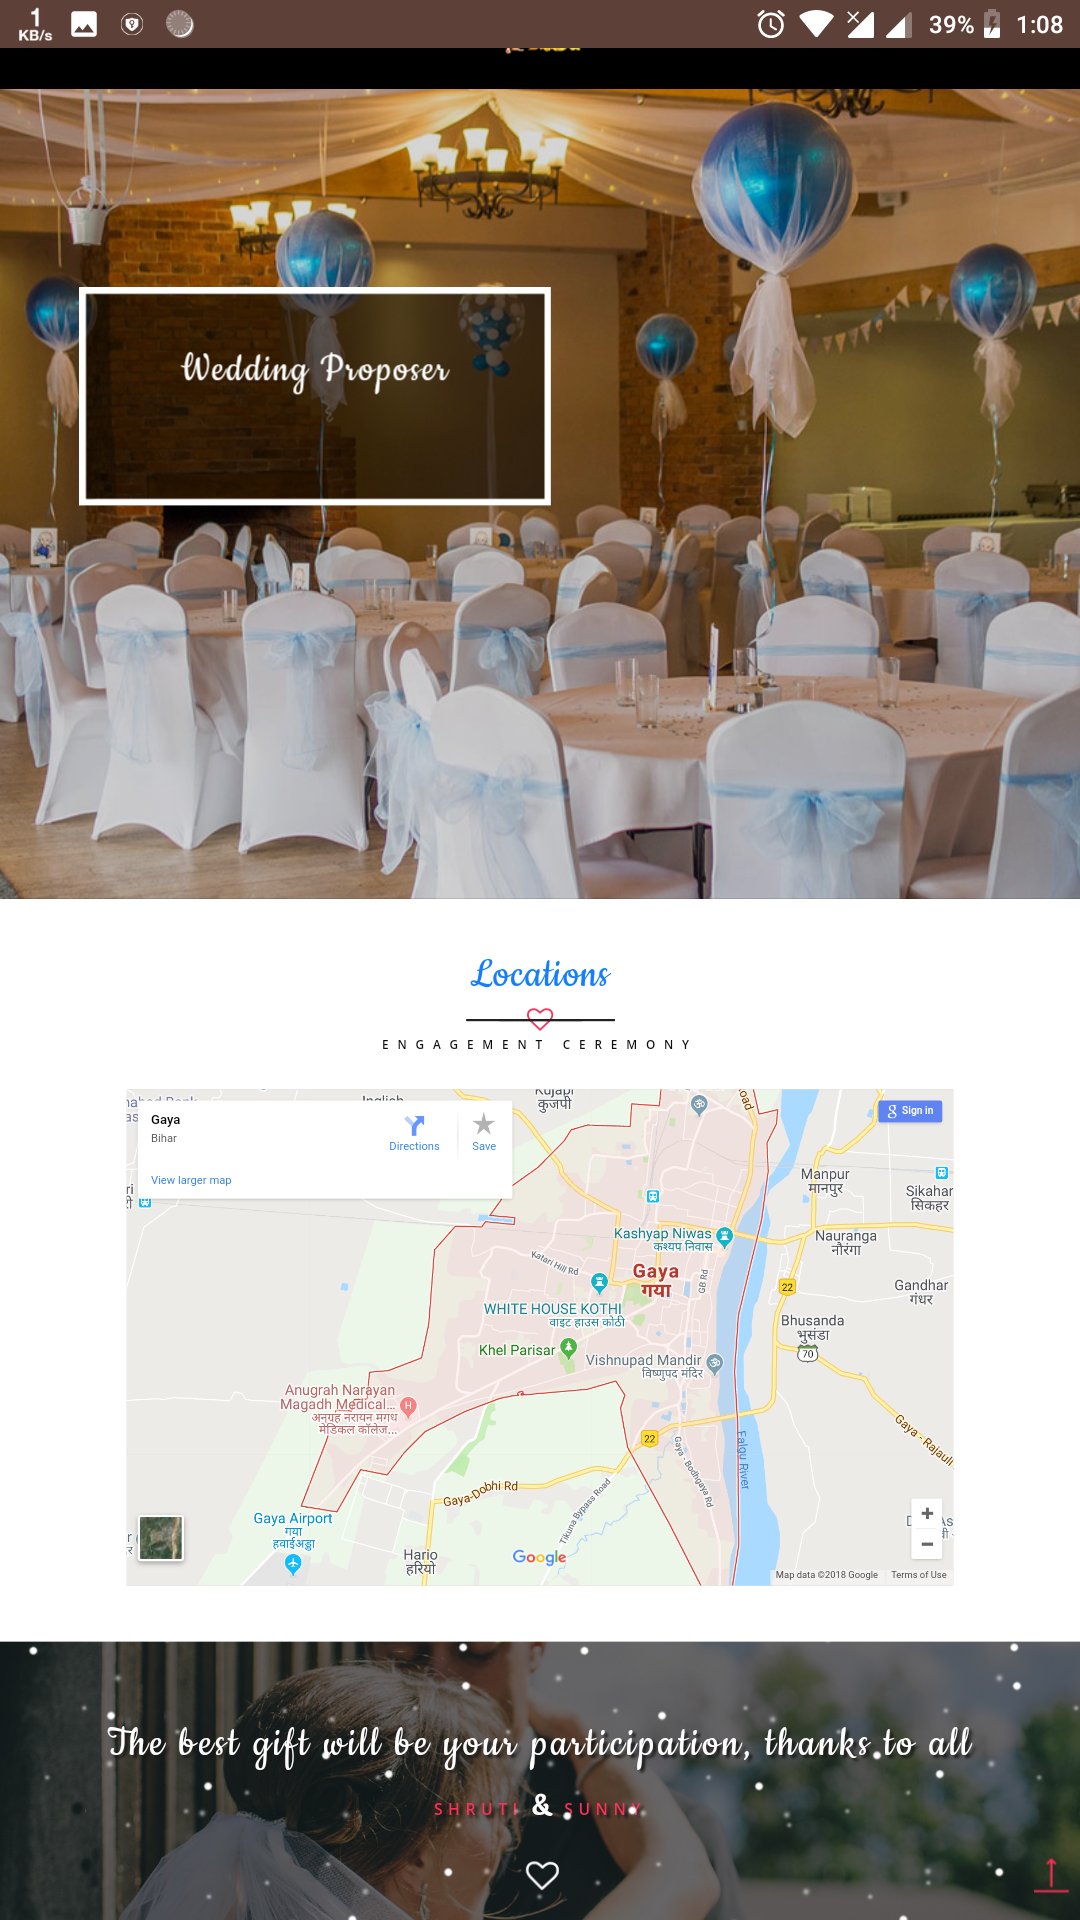 1 KB/s 39% 1:08
Wedding Proposer
Locations
ENGAGEMENT CEREMONY
Gaya
Bihar
Directions
Save
View larger map
Sign in
कुजपी
Manpur
मानपुर
Sikahar
सिकहर
Kashyap Niwas
कश्यप निवास
Nauranga
नौरंगा
Katari Hill Rd
Gaya
गया
GB Rd
22
Gandhar
गंधर
WHITE HOUSE KOTHI
वाइट हाउस कोठी
Bhusanda
भुसंडा
70
Khel Parisar
Vishnupad Mandir
विष्णुपद मंदिर
Anugrah Narayan
Magadh Medical...
अनुग्रह नारायण मगध
मेडिकल कॉलेज...
H
22
Gaya - Rajauli
Falgu River
Gaya - Bodhgaya Rd
Gaya-Dobhi Rd
Tikuna Bypass Road
Gaya Airport
गया
हवाईअड्डा
Hario
हरियो
Google
+
−
Map data ©2018 Google Terms of Use
The best gift will be your participation, thanks to all
SHRUTI & SUNNY